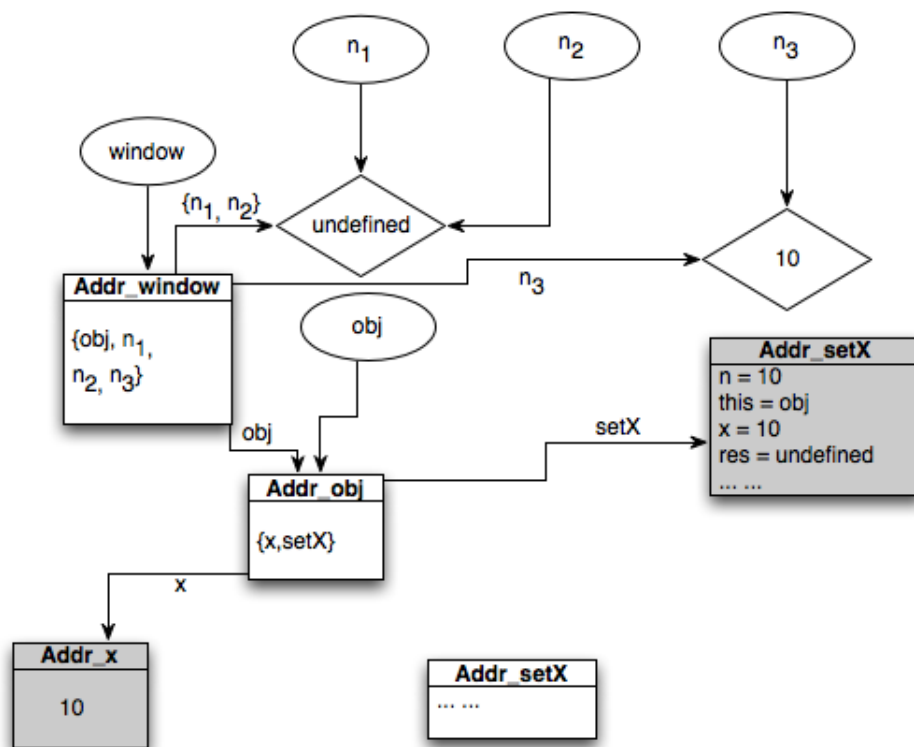 n1
n2
n3
window
{n1, n2}
undefined
10
Addr_window
n3
{obj, n1,
n2, n3}
obj
Addr_setX
n = 10
this = obj
x = 10
res = undefined
... ...
obj
setX
Addr_obj
{x,setX}
x
Addr_x
10
Addr_setX
... ...